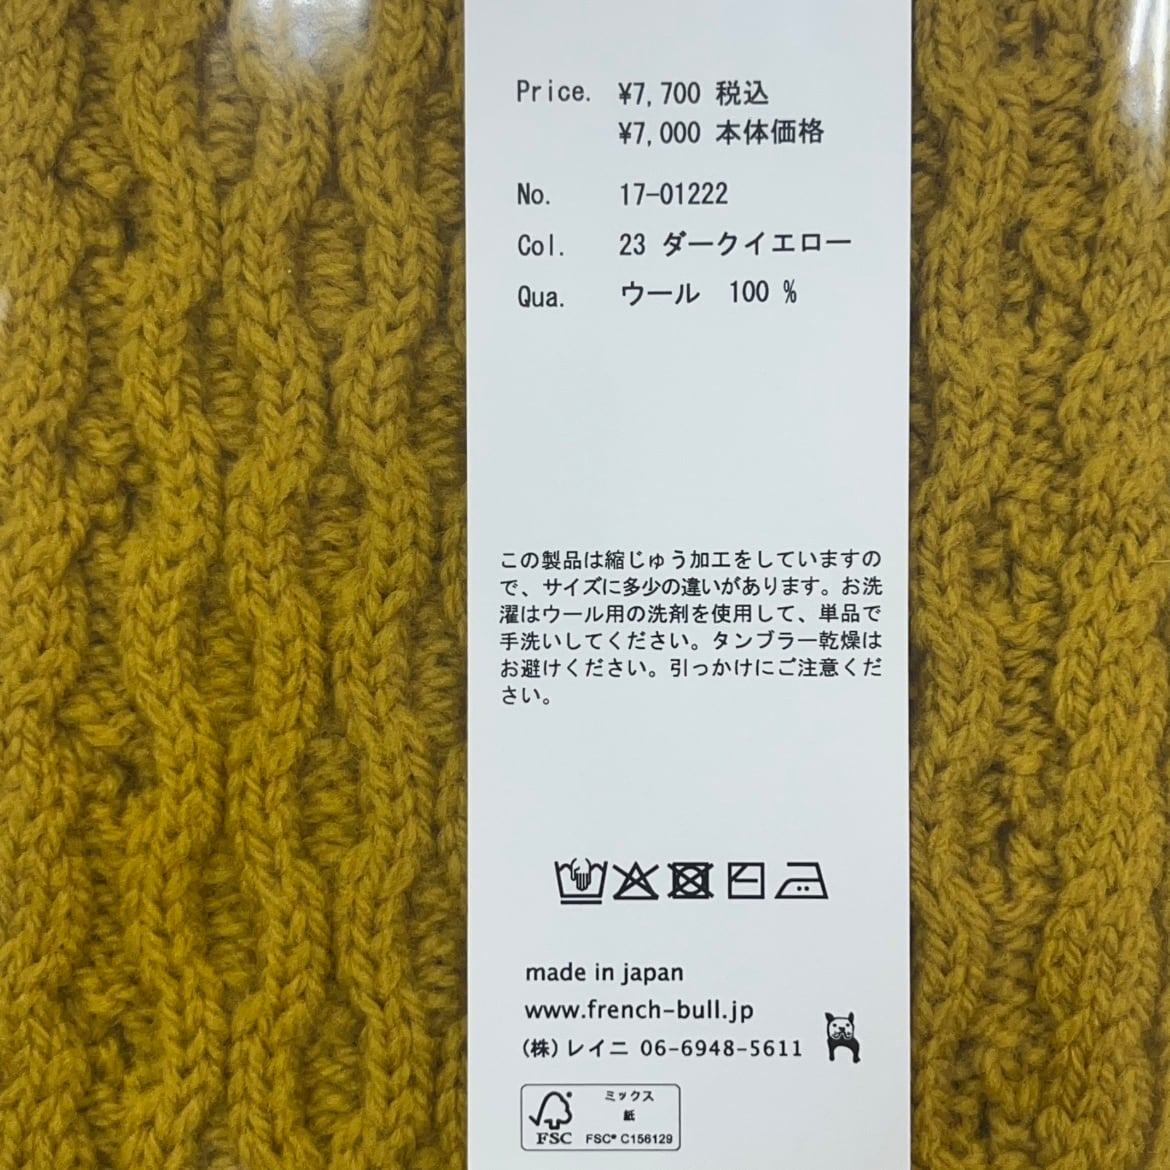 Price. ¥7,700 税込
¥7,000 本体価格
No. 17-01222
Col. 23 ダークイエロー
Qua. ウール 100 %
この製品は縮じゅう加工をしていますの
で、サイズに多少の違いがあります。お洗
濯はウール用の洗剤を使用して、単品で
手洗いしてください。タンブラー乾燥は
お避けください。引っかけにご注意くだ
さい。
made in japan
www.french-bull.jp
(株)レイニ 06-6948-5611
ミックス
紙
FSC FSC® C156129